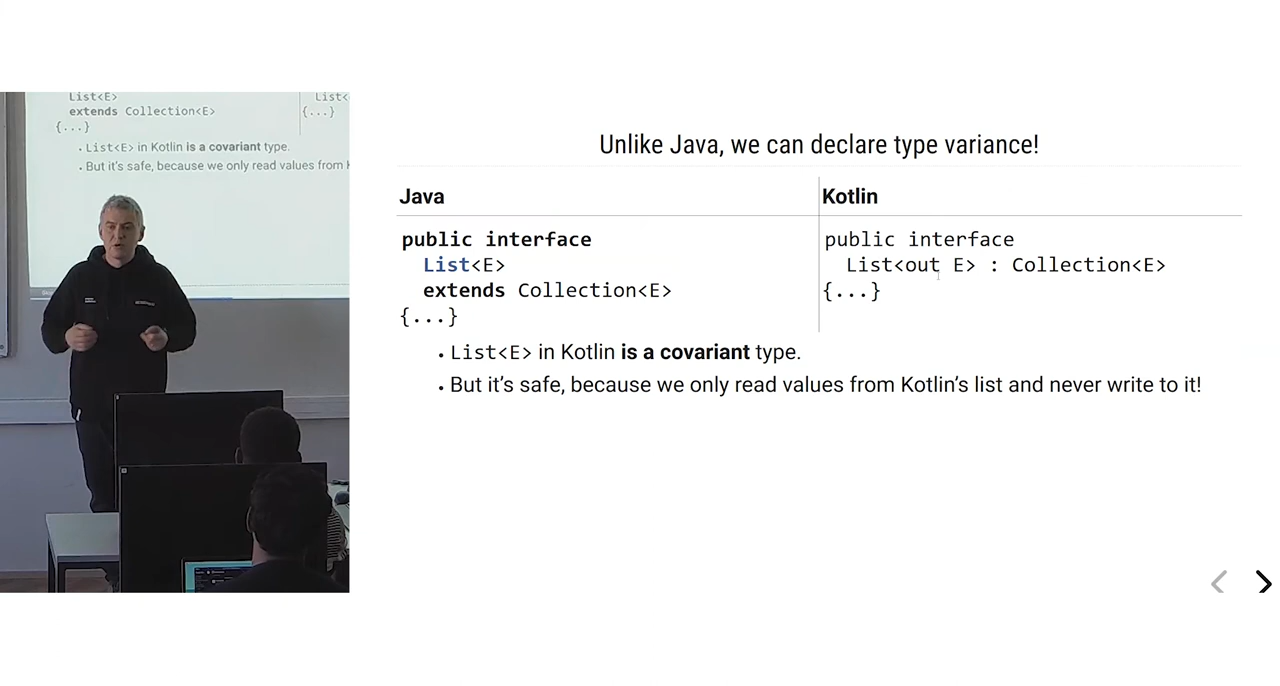 List<E>
extends Collection<E>
{...}
List<
{...}
• List<E> in Kotlin is a covariant type.
• But it's safe, because we only read values from K
Unlike Java, we can declare type variance!
Java
Kotlin
public interface
List<E>
extends Collection<E>
{...}
public interface
List<out E> : Collection<E>
{...}
• List<E> in Kotlin is a covariant type.
• But it's safe, because we only read values from Kotlin's list and never write to it!